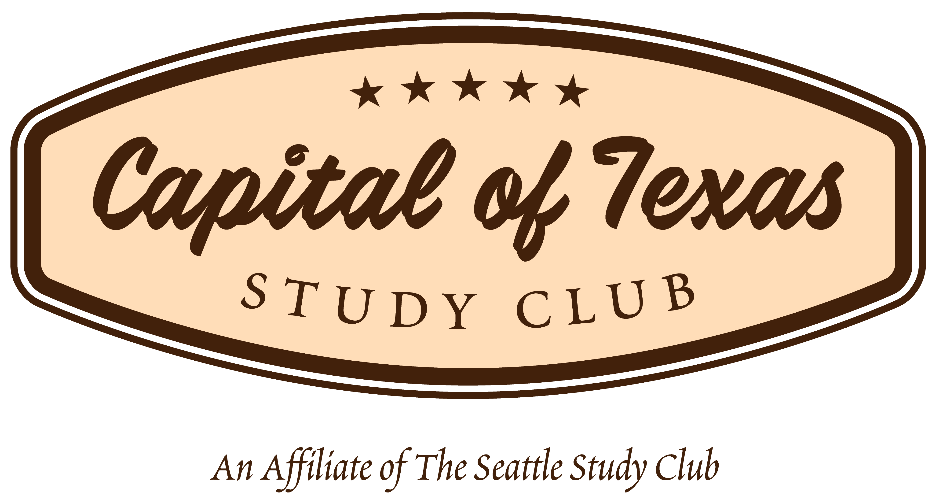 Capital of Texas
STUDY CLUB
An Affiliate of The Seattle Study Club